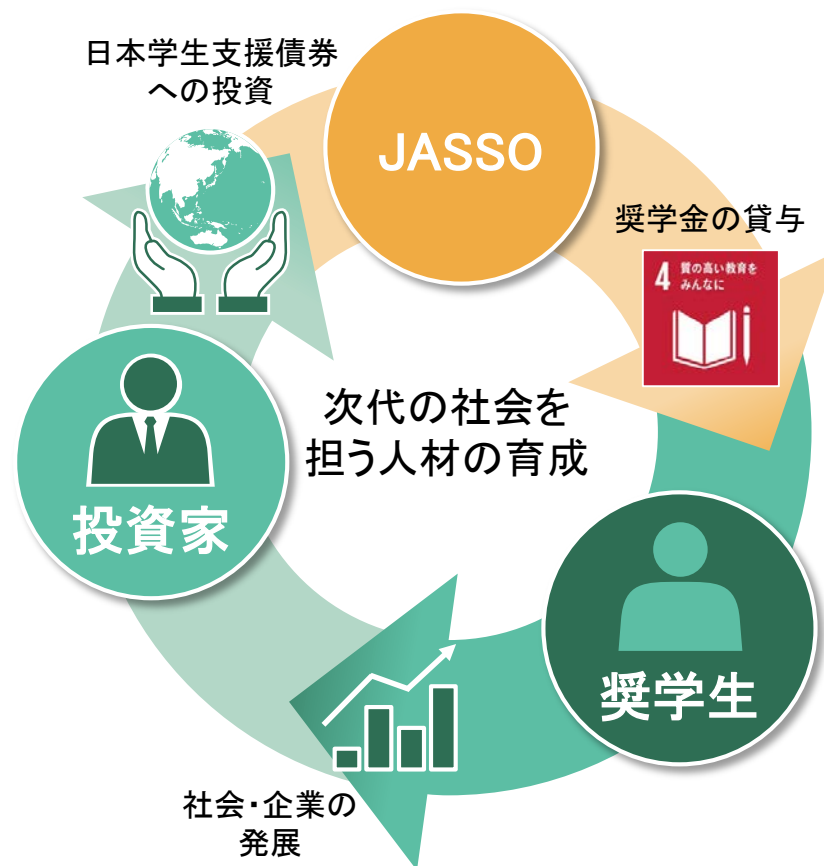 日本学生支援債券
への投資
JASSO
奨学金の貸与
4 質の高い教育を
みんなに
次代の社会を
担う人材の育成
投資家
奨学生
社会・企業の
発展